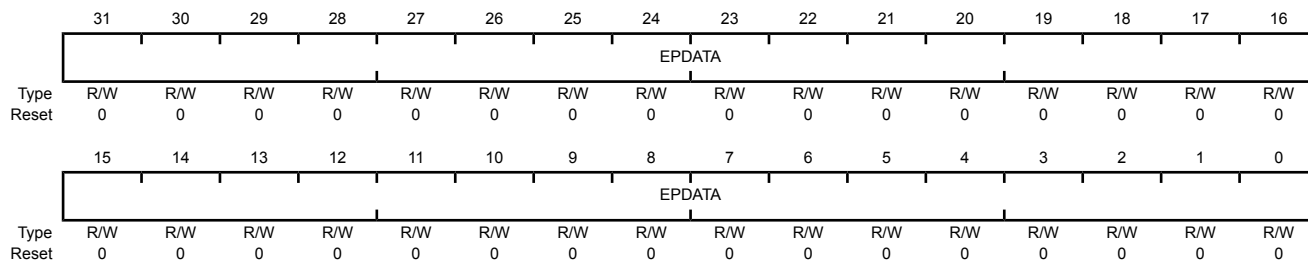 31 30 29 28 27 26 25 24 23 22 21 20 19 18 17 16
EPDATA
Type R/W R/W R/W R/W R/W R/W R/W R/W R/W R/W R/W R/W R/W R/W R/W R/W
Reset 0 0 0 0 0 0 0 0 0 0 0 0 0 0 0 0
15 14 13 12 11 10 9 8 7 6 5 4 3 2 1 0
EPDATA
Type R/W R/W R/W R/W R/W R/W R/W R/W R/W R/W R/W R/W R/W R/W R/W R/W
Reset 0 0 0 0 0 0 0 0 0 0 0 0 0 0 0 0